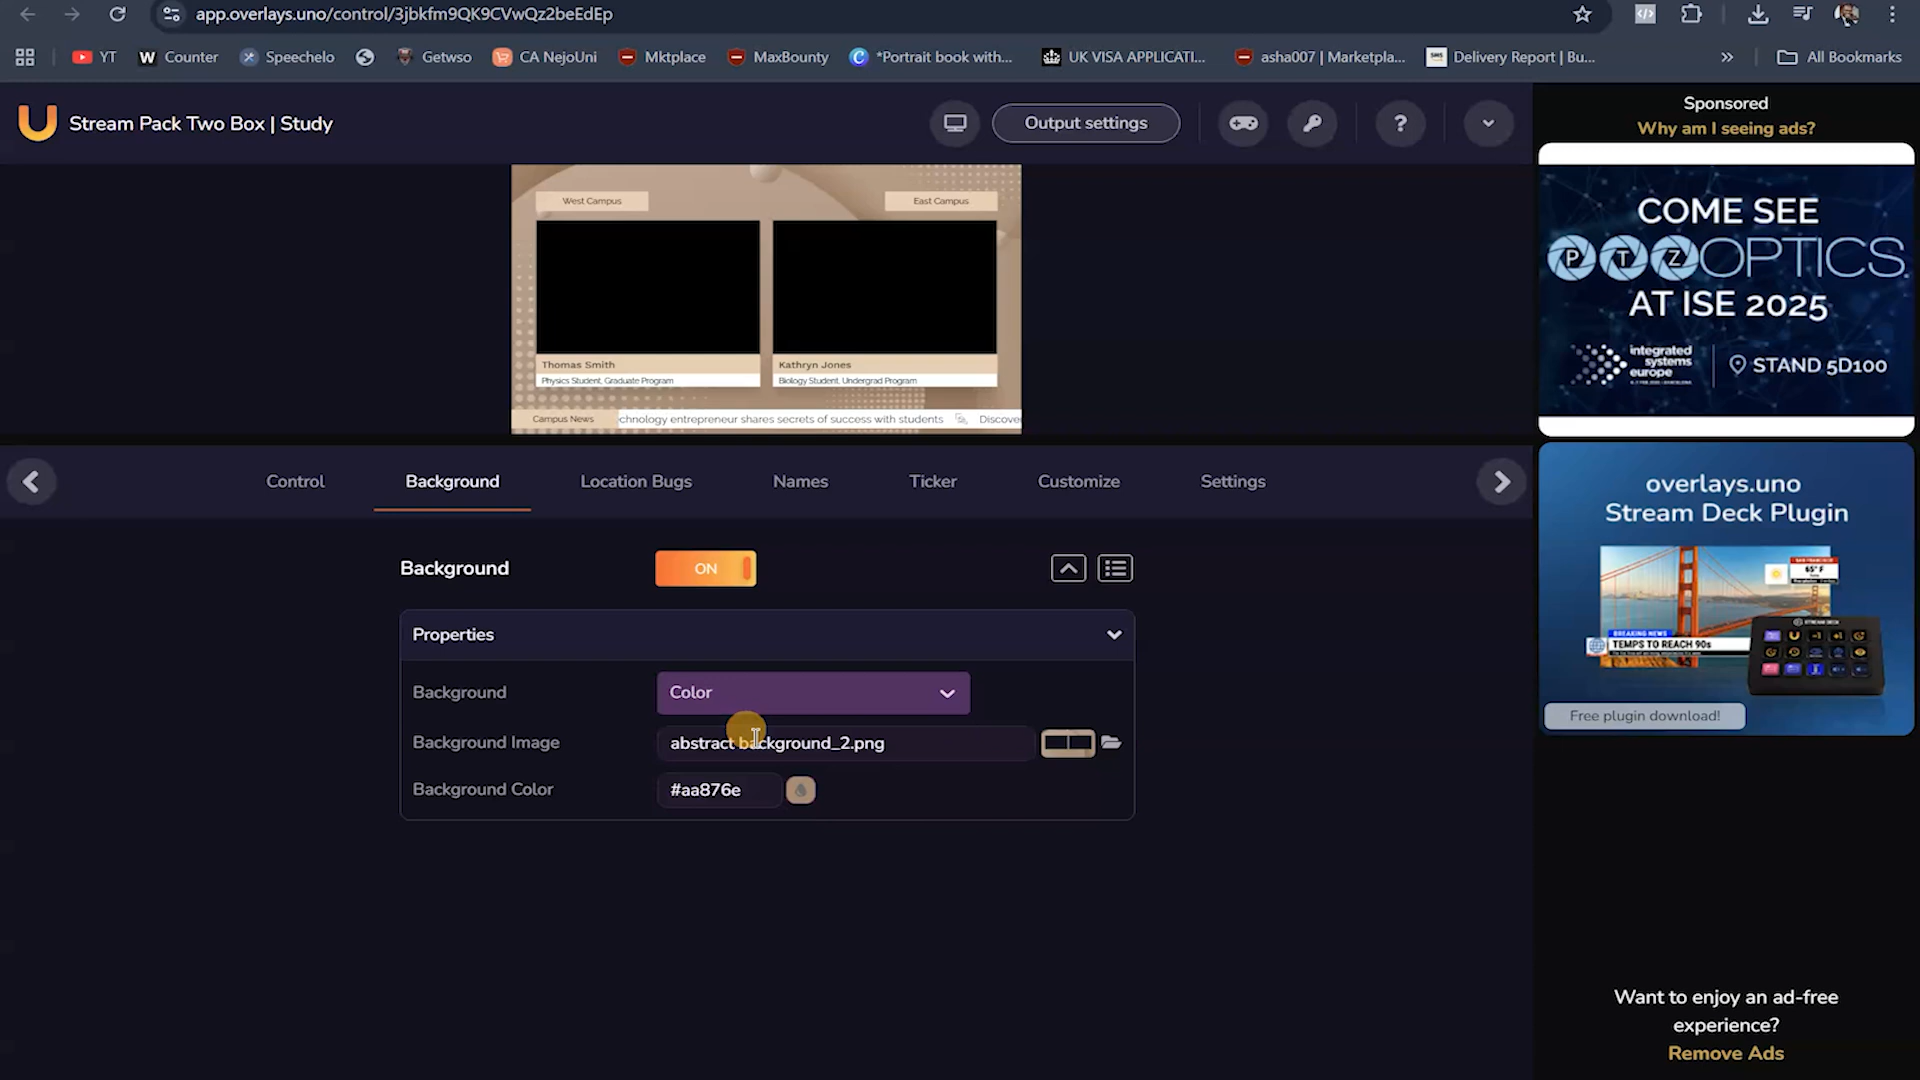 app.overlays.uno/control/3jbkfm9QK9CVwQz2beEdEp
YT
Counter
Speechelo
Getwso
CA NejoUni
Mktplace
MaxBounty
*Portrait book with...
UK VISA APPLICATI...
asha007 | Marketpla...
Delivery Report | Bu...
»
All Bookmarks
Stream Pack Two Box | Study
Output settings
?
West Campus
East Campus
Thomas Smith
Physics Student, Graduate Program
Kathryn Jones
Biology Student, Undergrad Program
Campus News
chnology entrepreneur shares secrets of success with students
Discover
Control
Background
Location Bugs
Names
Ticker
Customize
Settings
Background
ON
Properties
Background
Color
Background Image
abstract background_2.png
Background Color
#aa876e
Sponsored
Why am I seeing ads?
COME SEE
PTZOPTICS
AT ISE 2025
integrated
systems
europe
STAND 5D100
overlays.uno
Stream Deck Plugin
SAN FRANCISCO
65° F
BREAKING NEWS
TEMPS TO REACH 90s
STREAM DECK
Free plugin download!
Want to enjoy an ad-free
experience?
Remove Ads